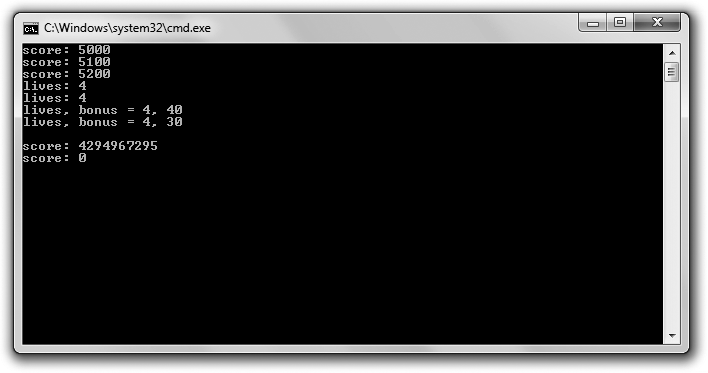 C:\Windows\system32\cmd.exe
score: 5000
score: 5100
score: 5200
lives: 4
lives: 4
lives, bonus = 4, 40
lives, bonus = 4, 30
score: 4294967295
score: 0